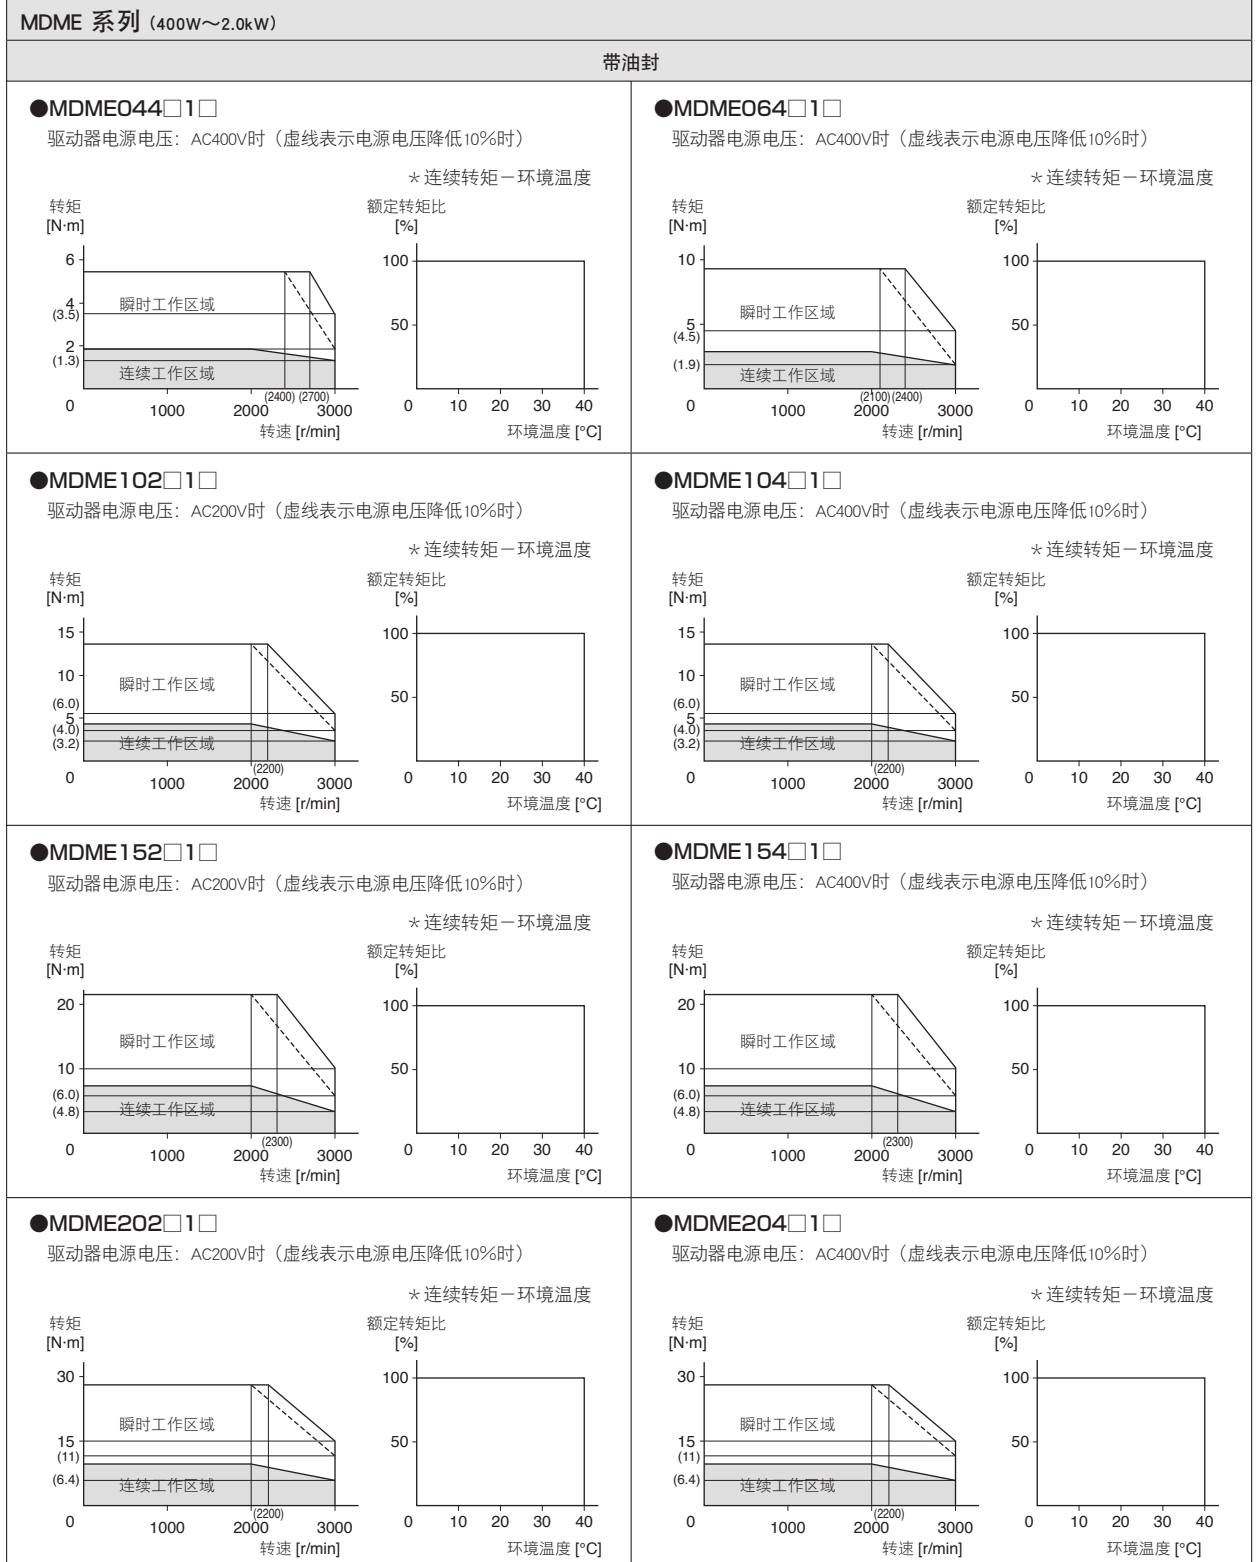 MDME 系列 (400W～2.0kW)
带油封
●MDME044□1□
驱动器电源电压：AC400V时（虚线表示电源电压降低10%时）
＊连续转矩－环境温度
转矩
[N·m]
6
4
(3.5)
2
(1.3)
瞬时工作区域
连续工作区域
(2400) (2700)
0 1000 2000 3000
转速 [r/min]
额定转矩比
[%]
100
50
0 10 20 30 40
环境温度 [°C]
●MDME064□1□
驱动器电源电压：AC400V时（虚线表示电源电压降低10%时）
＊连续转矩－环境温度
转矩
[N·m]
10
5
(4.5)
(1.9)
瞬时工作区域
连续工作区域
(2100) (2400)
0 1000 2000 3000
转速 [r/min]
额定转矩比
[%]
100
50
0 10 20 30 40
环境温度 [°C]
●MDME102□1□
驱动器电源电压：AC200V时（虚线表示电源电压降低10%时）
＊连续转矩－环境温度
转矩
[N·m]
15
10
(6.0)
5
(4.0)
(3.2)
瞬时工作区域
连续工作区域
(2200)
0 1000 2000 3000
转速 [r/min]
额定转矩比
[%]
100
50
0 10 20 30 40
环境温度 [°C]
●MDME104□1□
驱动器电源电压：AC400V时（虚线表示电源电压降低10%时）
＊连续转矩－环境温度
转矩
[N·m]
15
10
(6.0)
5
(4.0)
(3.2)
瞬时工作区域
连续工作区域
(2200)
0 1000 2000 3000
转速 [r/min]
额定转矩比
[%]
100
50
0 10 20 30 40
环境温度 [°C]
●MDME152□1□
驱动器电源电压：AC200V时（虚线表示电源电压降低10%时）
＊连续转矩－环境温度
转矩
[N·m]
20
10
(6.0)
(4.8)
瞬时工作区域
连续工作区域
(2300)
0 1000 2000 3000
转速 [r/min]
额定转矩比
[%]
100
50
0 10 20 30 40
环境温度 [°C]
●MDME154□1□
驱动器电源电压：AC400V时（虚线表示电源电压降低10%时）
＊连续转矩－环境温度
转矩
[N·m]
20
10
(6.0)
(4.8)
瞬时工作区域
连续工作区域
(2300)
0 1000 2000 3000
转速 [r/min]
额定转矩比
[%]
100
50
0 10 20 30 40
环境温度 [°C]
●MDME202□1□
驱动器电源电压：AC200V时（虚线表示电源电压降低10%时）
＊连续转矩－环境温度
转矩
[N·m]
30
15
(11)
(6.4)
瞬时工作区域
连续工作区域
(2200)
0 1000 2000 3000
转速 [r/min]
额定转矩比
[%]
100
50
0 10 20 30 40
环境温度 [°C]
●MDME204□1□
驱动器电源电压：AC400V时（虚线表示电源电压降低10%时）
＊连续转矩－环境温度
转矩
[N·m]
30
15
(11)
(6.4)
瞬时工作区域
连续工作区域
(2200)
0 1000 2000 3000
转速 [r/min]
额定转矩比
[%]
100
50
0 10 20 30 40
环境温度 [°C]